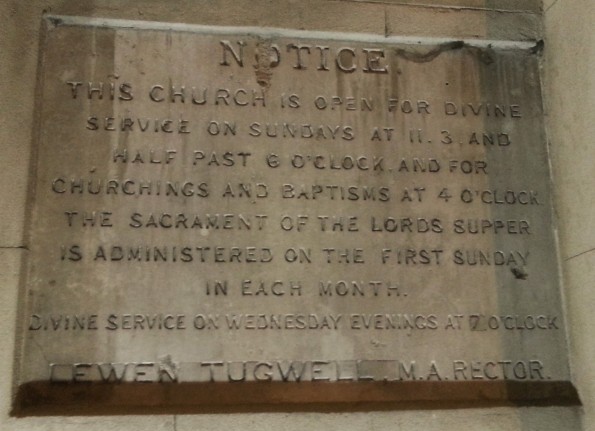 NOTICE.
THIS CHURCH IS OPEN FOR DIVINE
SERVICE ON SUNDAYS AT 11. 3. AND
HALF PAST 6 O'CLOCK. AND FOR
CHURCHINGS AND BAPTISMS AT 4 O'CLOCK.
THE SACRAMENT OF THE LORDS SUPPER
IS ADMINISTERED ON THE FIRST SUNDAY
IN EACH MONTH.
DIVINE SERVICE ON WEDNESDAY EVENINGS AT 7 O'CLOCK
LEWEN TUGWELL. M.A. RECTOR.